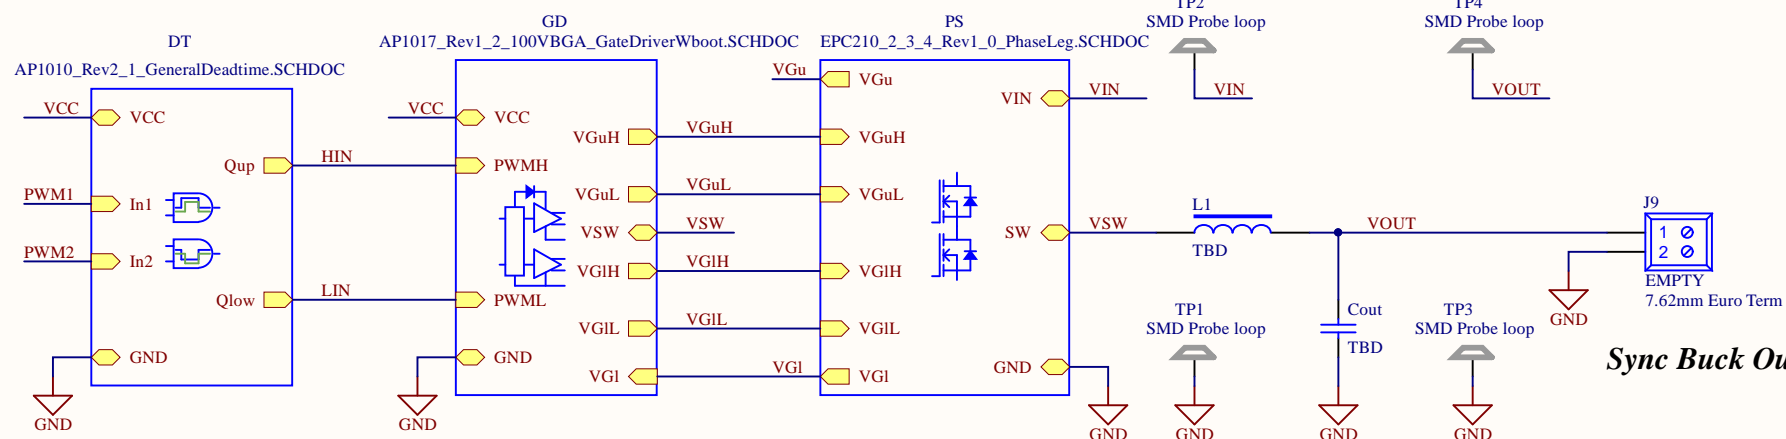 TP2
SMD Probe loop
TP4
SMD Probe loop
DT
AP1010_Rev2_1_GeneralDeadtime.SCHDOC
GD
AP1017_Rev1_2_100VBGA_GateDriverWboot.SCHDOC
PS
EPC210_2_3_4_Rev1_0_PhaseLeg.SCHDOC
VCC
VCC
PWM1
In1
PWM2
In2
Qup
HIN
Qlow
LIN
GND
GND
VCC
VCC
PWMH
PWML
GND
GND
VGuH
VGuH
VGuL
VGuL
VSW
VSW
VGlH
VGlH
VGlL
VGlL
VGl
VGl
VGu
VGu
VGuH
VGuL
VGlH
VGlL
VGl
VIN
VIN
SW
VSW
GND
GND
VIN
VOUT
L1
TBD
VOUT
Cout
TBD
GND
TP1
SMD Probe loop
GND
TP3
SMD Probe loop
GND
J9
1
2
EMPTY
7.62mm Euro Term
GND
Sync Buck Ou